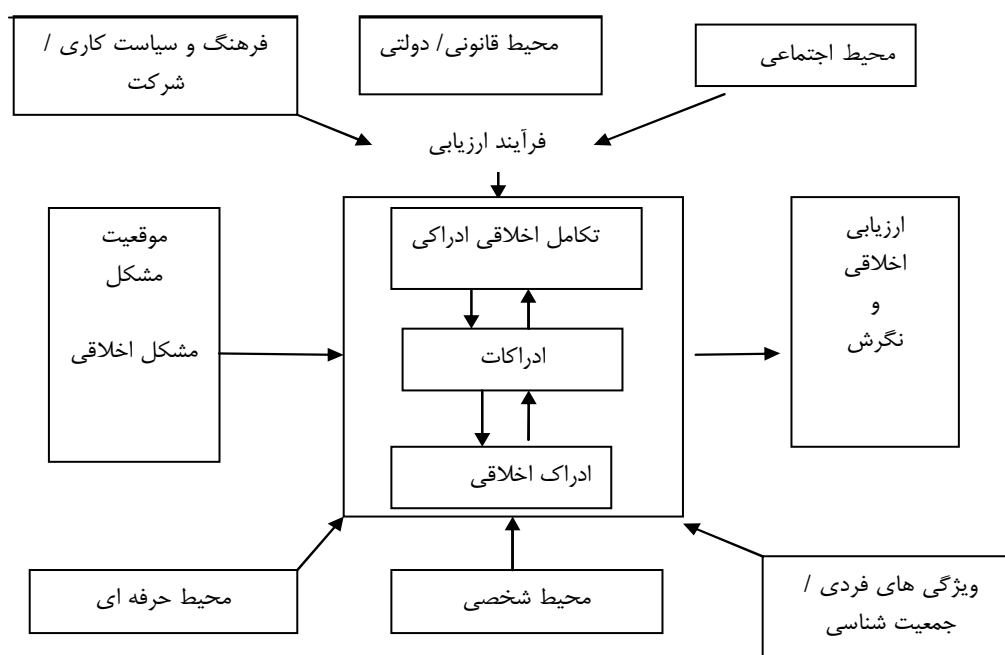 فرهنگ و سیاست کاری /
شرکت
محیط قانونی/ دولتی
محیط اجتماعی
فرآیند ارزیابی
موقعیت
مشکل
مشکل اخلاقی
تکامل اخلاقی ادراکی
ادراکات
ادراک اخلاقی
ارزیابی
اخلاقی
و
نگرش
محیط حرفه ای
محیط شخصی
ویژگی های فردی /
جمعیت شناسی